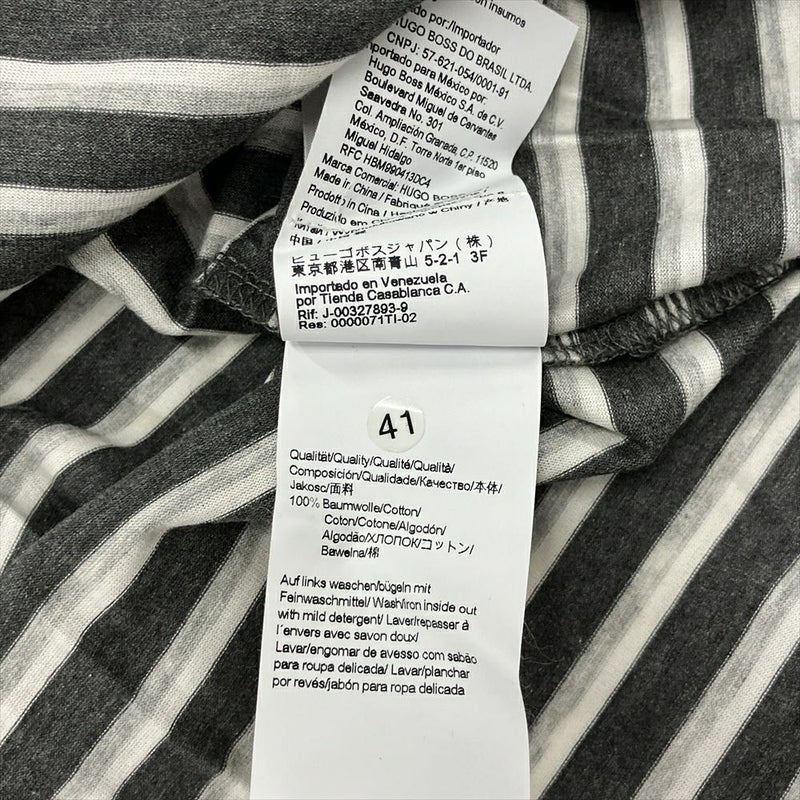 con insumos
do por:/Importador
HUGO BOSS DO BRASIL LTDA.
CNPJ: 57-621-054/0001-91
Importado para México por:
Hugo Boss México S.A. de C.V.
Boulevard Miguel de Cervantes
Saavedra No. 301
Col. Ampliación Granada, C.P. 11520
México, D.F. Torre Norte 1er piso
Miguel Hidalgo
RFC HBM990413DC4
Marca Comercial: HUGO BOSS
Made in China / Fabriqué
Prodotto in Cina /
Produzido em
中国
ヒューゴボスジャパン(株)
東京都港区南青山 5-2-1 3F
Importado en Venezuela
por Tienda Casablanca C.A.
Rif: J-00327893-9
Res: 0000071TI-02
41
Qualität/Quality/Qualité/Qualità/
Composición/Qualidade/Качество/本体/
Jakosc/面料
100% Baumwolle/Cotton/
Coton/Cotone/Algodón/
Algodão/ХЛОПОК/コットン/
Bawelna/棉
Auf links waschen/bügeln mit
Feinwaschmittel/ Wash/iron inside out
with mild detergent/ Laver/repasser à
l´envers avec savon doux/
Lavar/engomar de avesso com sabão
para roupa delicada/ Lavar/planchar
por revés/jabón para ropa delicada